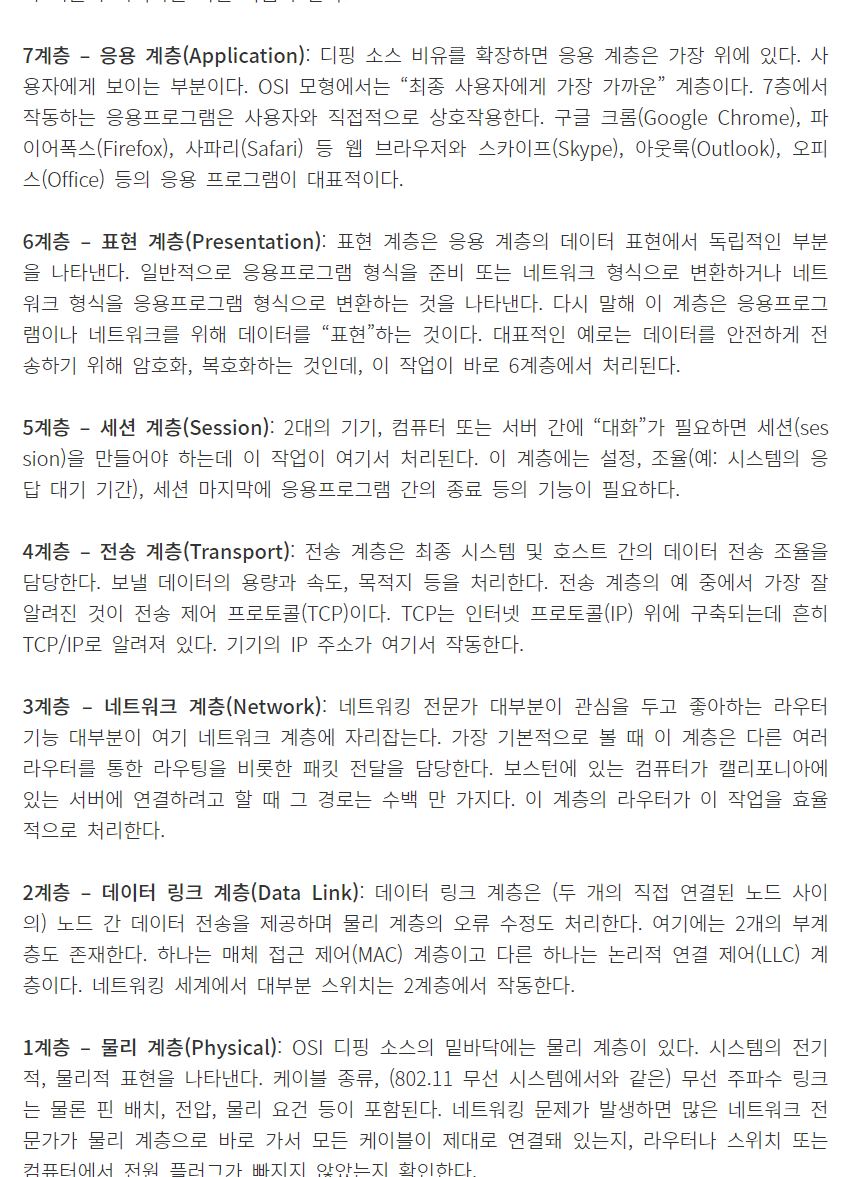 7계층 – 응용 계층(Application): 디핑 소스 비유를 확장하면 응용 계층은 가장 위에 있다. 사
용자에게 보이는 부분이다. OSI 모형에서는 “최종 사용자에게 가장 가까운” 계층이다. 7층에서
작동하는 응용프로그램은 사용자와 직접적으로 상호작용한다. 구글 크롬(Google Chrome), 파
이어폭스(Firefox), 사파리(Safari) 등 웹 브라우저와 스카이프(Skype), 아웃룩(Outlook), 오피
스(Office) 등의 응용 프로그램이 대표적이다.
6계층 – 표현 계층(Presentation): 표현 계층은 응용 계층의 데이터 표현에서 독립적인 부분
을 나타낸다. 일반적으로 응용프로그램 형식을 준비 또는 네트워크 형식으로 변환하거나 네트
워크 형식을 응용프로그램 형식으로 변환하는 것을 나타낸다. 다시 말해 이 계층은 응용프로그
램이나 네트워크를 위해 데이터를 “표현”하는 것이다. 대표적인 예로는 데이터를 안전하게 전
송하기 위해 암호화, 복호화하는 것인데, 이 작업이 바로 6계층에서 처리된다.
5계층 – 세션 계층(Session): 2대의 기기, 컴퓨터 또는 서버 간에 “대화”가 필요하면 세션(ses
sion)을 만들어야 하는데 이 작업이 여기서 처리된다. 이 계층에는 설정, 조율(예: 시스템의 응
답 대기 기간), 세션 마지막에 응용프로그램 간의 종료 등의 기능이 필요하다.
4계층 – 전송 계층(Transport): 전송 계층은 최종 시스템 및 호스트 간의 데이터 전송 조율을
담당한다. 보낼 데이터의 용량과 속도, 목적지 등을 처리한다. 전송 계층의 예 중에서 가장 잘
알려진 것이 전송 제어 프로토콜(TCP)이다. TCP는 인터넷 프로토콜(IP) 위에 구축되는데 흔히
TCP/IP로 알려져 있다. 기기의 IP 주소가 여기서 작동한다.
3계층 – 네트워크 계층(Network): 네트워킹 전문가 대부분이 관심을 두고 좋아하는 라우터
기능 대부분이 여기 네트워크 계층에 자리잡는다. 가장 기본적으로 볼 때 이 계층은 다른 여러
라우터를 통한 라우팅을 비롯한 패킷 전달을 담당한다. 보스턴에 있는 컴퓨터가 캘리포니아에
있는 서버에 연결하려고 할 때 그 경로는 수백 만 가지다. 이 계층의 라우터가 이 작업을 효율
적으로 처리한다.
2계층 – 데이터 링크 계층(Data Link): 데이터 링크 계층은 (두 개의 직접 연결된 노드 사이
의) 노드 간 데이터 전송을 제공하며 물리 계층의 오류 수정도 처리한다. 여기에는 2개의 부계
층도 존재한다. 하나는 매체 접근 제어(MAC) 계층이고 다른 하나는 논리적 연결 제어(LLC) 계
층이다. 네트워킹 세계에서 대부분 스위치는 2계층에서 작동한다.
1계층 – 물리 계층(Physical): OSI 디핑 소스의 밑바닥에는 물리 계층이 있다. 시스템의 전기
적, 물리적 표현을 나타낸다. 케이블 종류, (802.11 무선 시스템에서와 같은) 무선 주파수 링크
는 물론 핀 배치, 전압, 물리 요건 등이 포함된다. 네트워킹 문제가 발생하면 많은 네트워크 전
문가가 물리 계층으로 바로 가서 모든 케이블이 제대로 연결돼 있는지, 라우터나 스위치 또는
컴퓨터에서 전원 플러그가 빠지지 않았는지 확인한다.